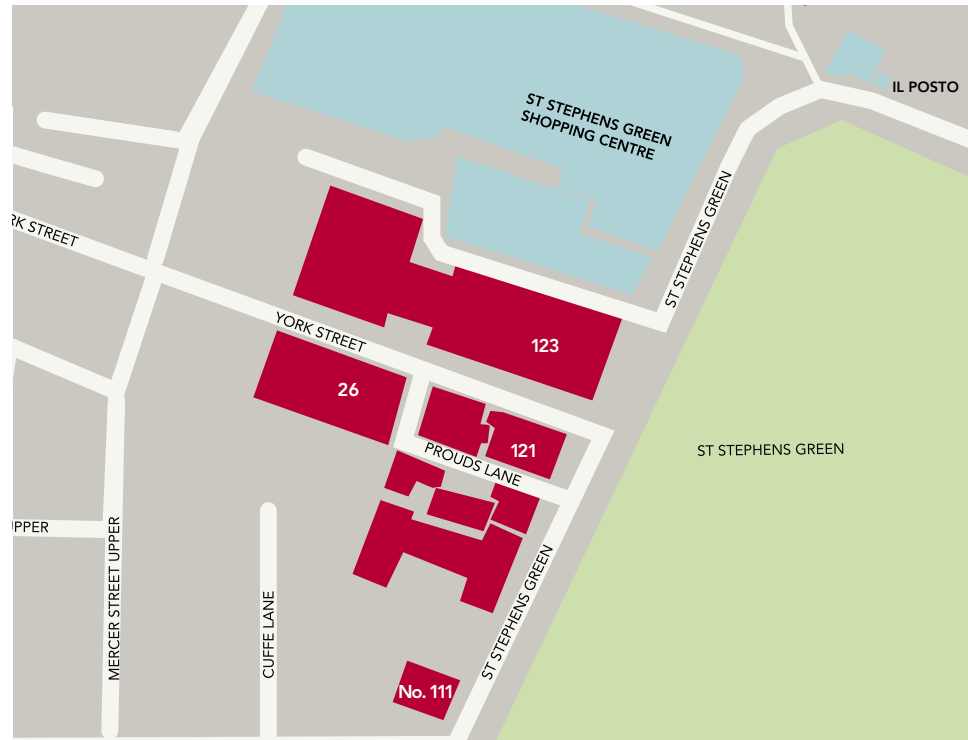 ST STEPHENS GREEN
SHOPPING CENTRE
IL POSTO
ST STEPHENS GREEN
RK STREET
YORK STREET
123
26
121
PROUDS LANE
ST STEPHENS GREEN
UPPER
MERCER STREET UPPER
CUFFE LANE
ST STEPHENS GREEN
No. 111